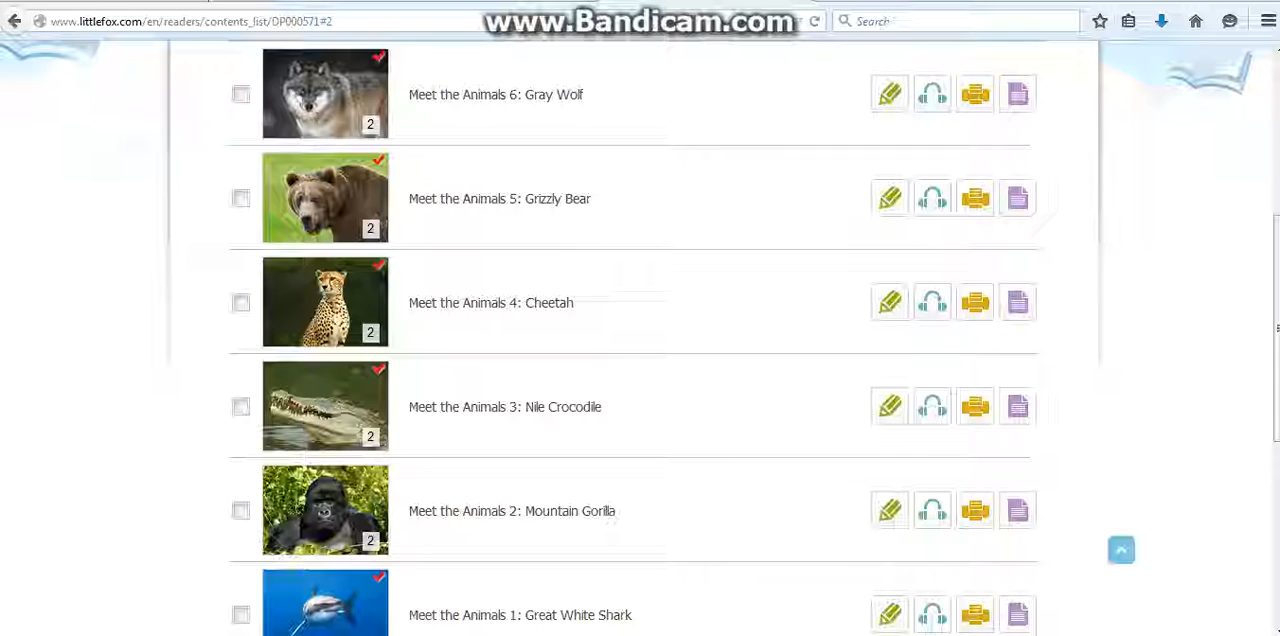 www.littlefox.com/en/readers/contents_list/DP000571#2
www.Bandicam.com
Search
Meet the Animals 6: Gray Wolf
2
Meet the Animals 5: Grizzly Bear
2
Meet the Animals 4: Cheetah
2
Meet the Animals 3: Nile Crocodile
2
Meet the Animals 2: Mountain Gorilla
2
Meet the Animals 1: Great White Shark